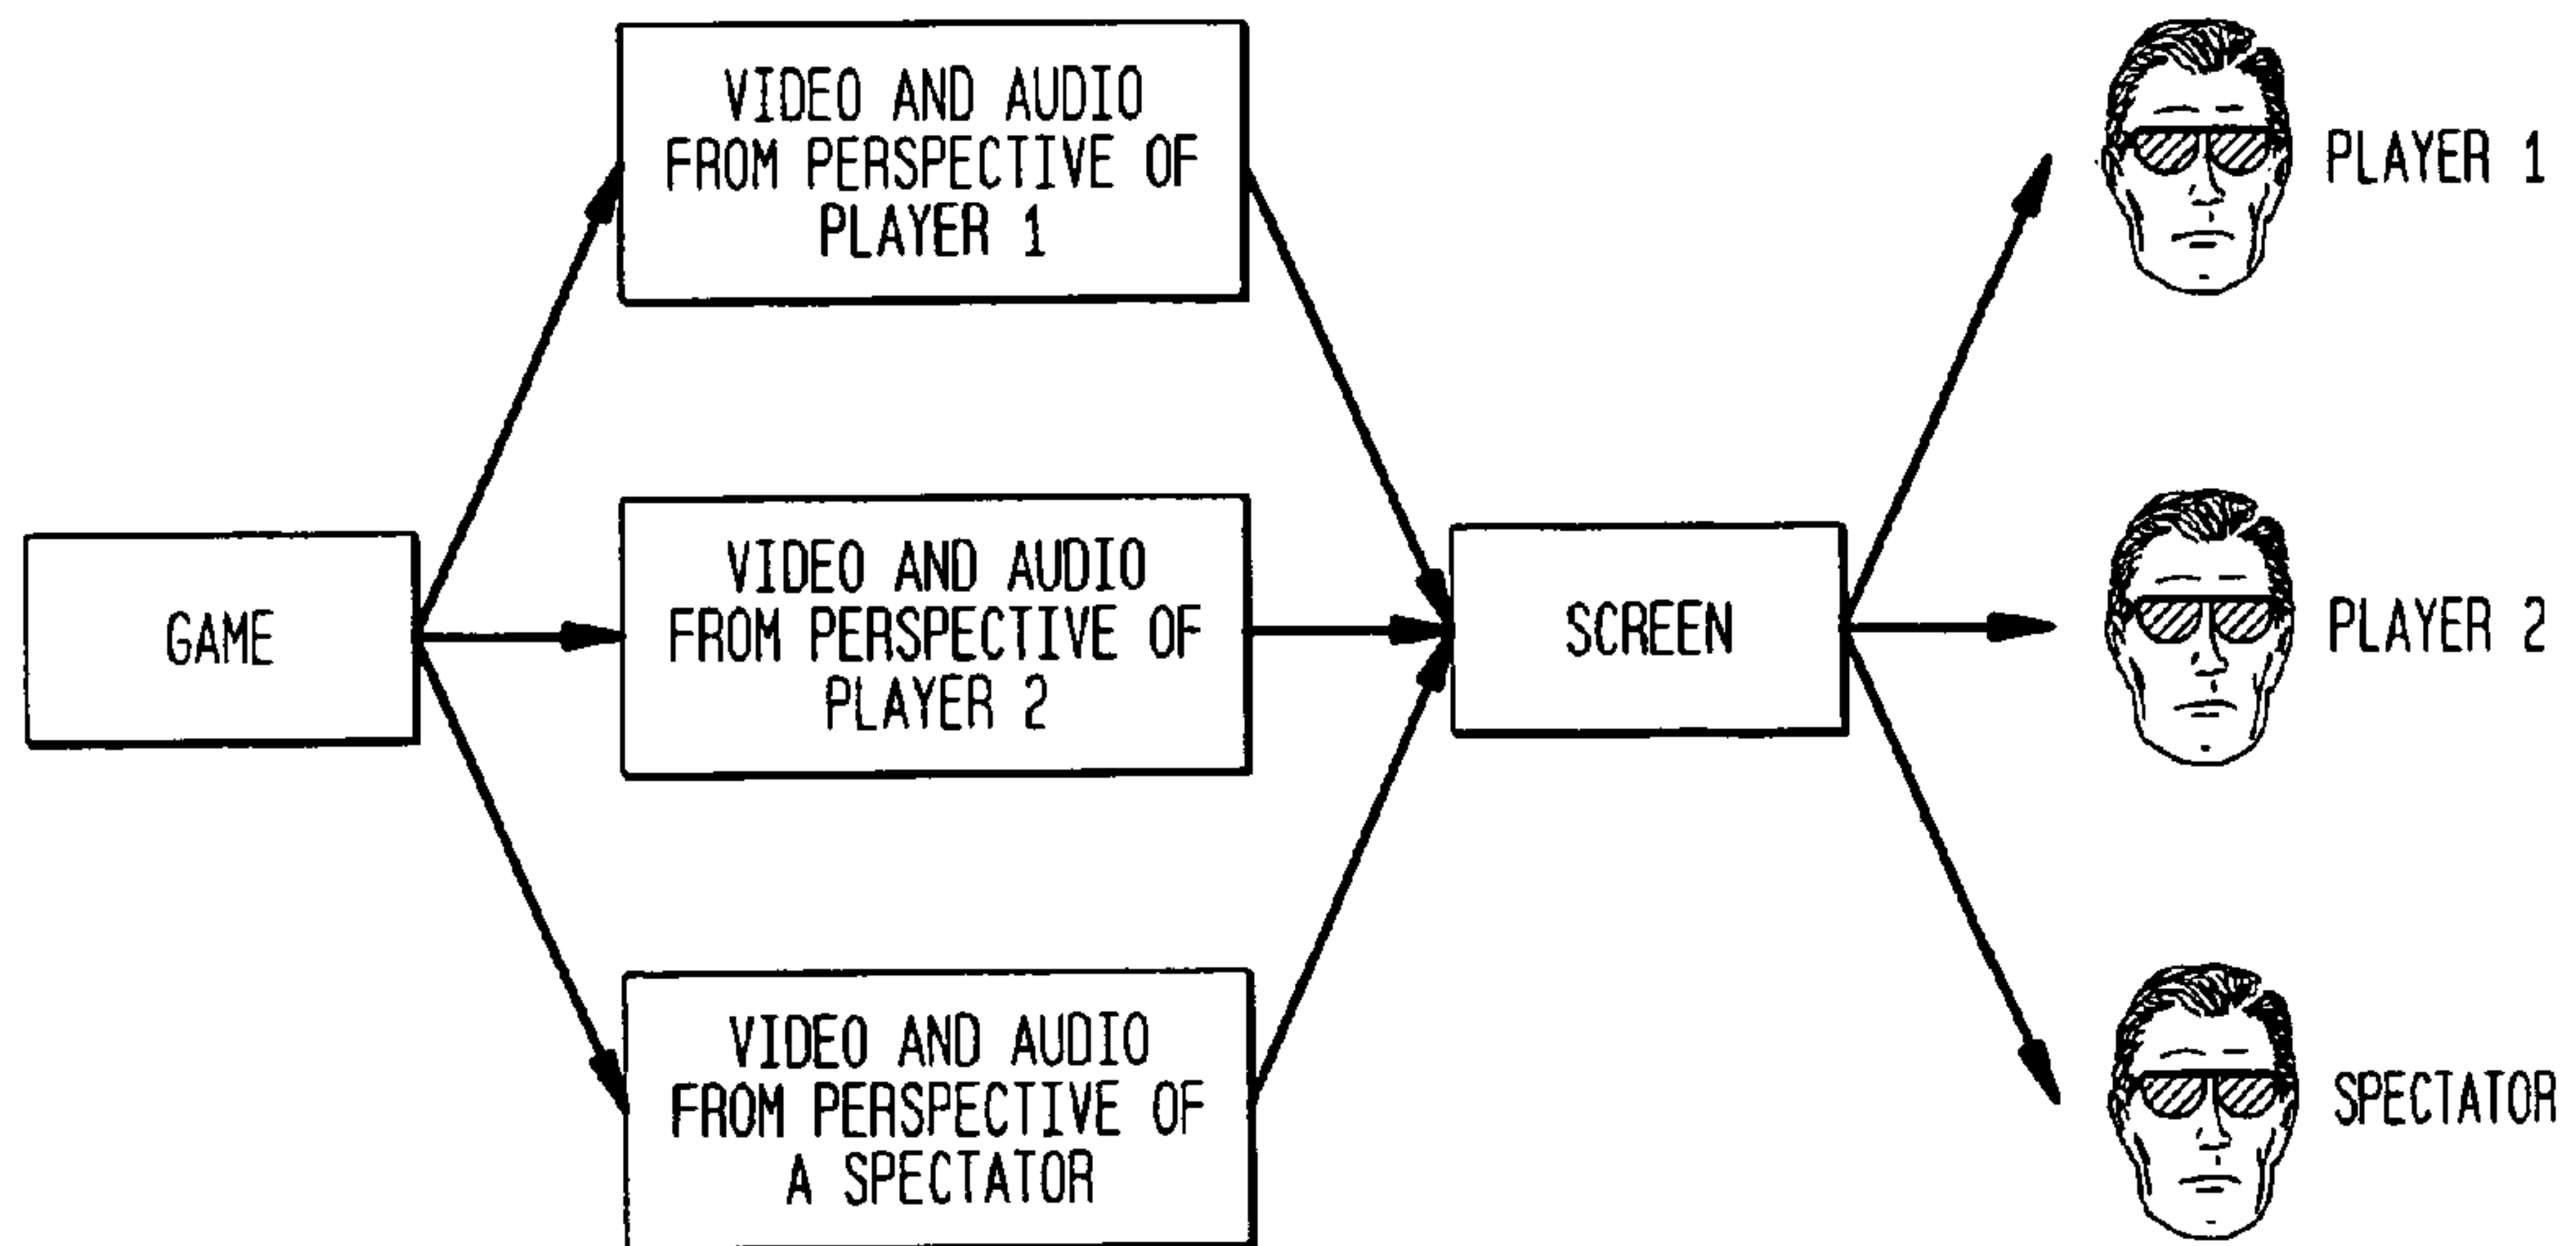 VIDEO AND AUDIO
FROM PERSPECTIVE OF
PLAYER 1
PLAYER 1
GAME
VIDEO AND AUDIO
FROM PERSPECTIVE OF
PLAYER 2
SCREEN
PLAYER 2
VIDEO AND AUDIO
FROM PERSPECTIVE OF
A SPECTATOR
SPECTATOR